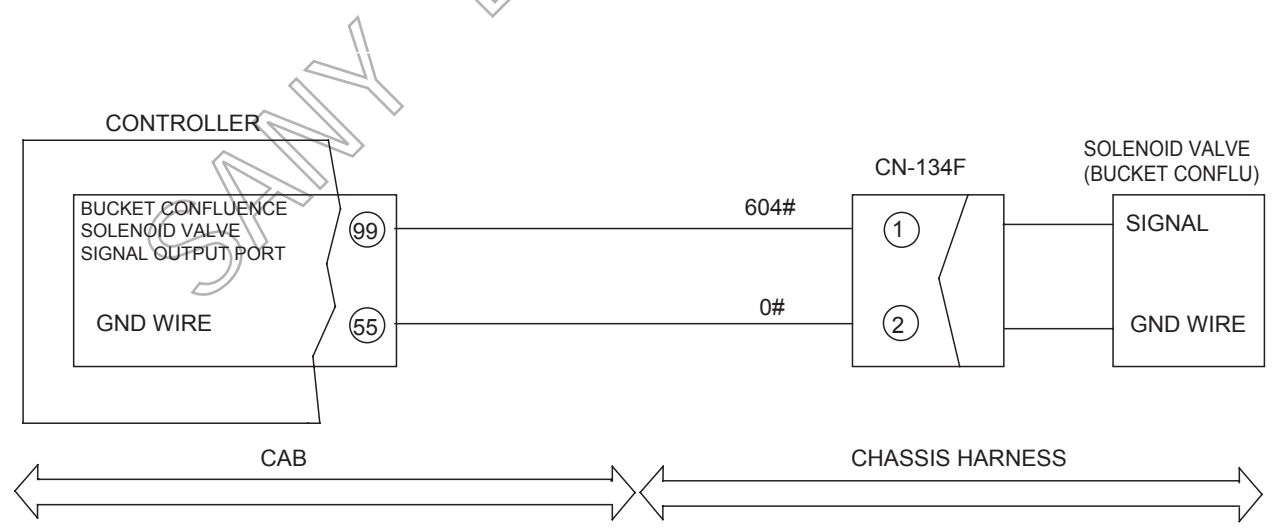 SANY
CONTROLLER
BUCKET CONFLUENCE
SOLENOID VALVE
SIGNAL OUTPUT PORT
99
GND WIRE
55
604#
0#
CN-134F
1
2
SOLENOID VALVE
(BUCKET CONFLU)
SIGNAL
GND WIRE
CAB
CHASSIS HARNESS